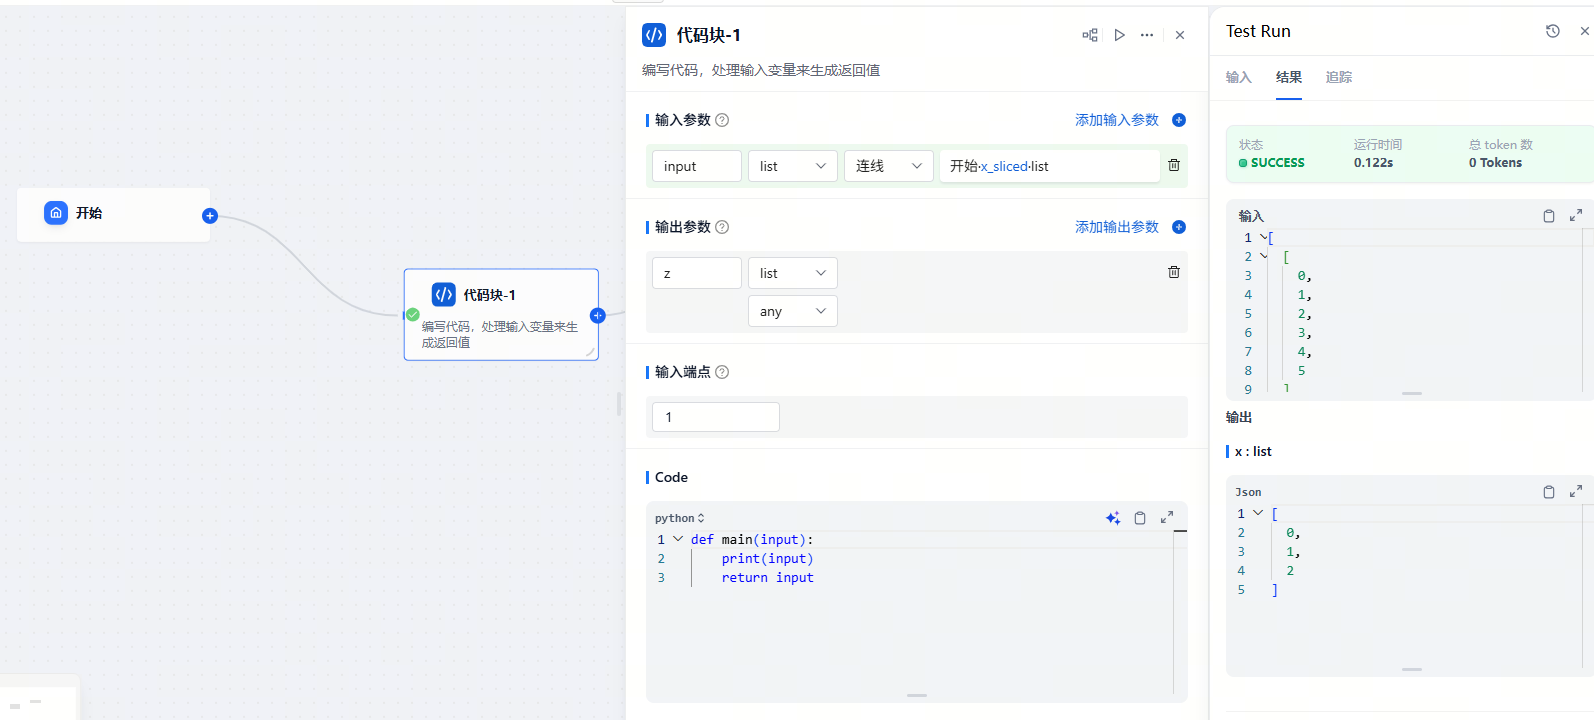 开始
代码块-1
编写代码，处理输入变量来生
成返回值
代码块-1
编写代码，处理输入变量来生成返回值
输入参数
添加输入参数
input
list
连线
开始·x_sliced·list
输出参数
添加输出参数
z
list
any
输入端点
1
Code
python
1 def main(input):
2 print(input)
3 return input
Test Run
输入 结果 追踪
状态 运行时间 总 token 数
SUCCESS 0.122s 0 Tokens
输入
1 [
2 [
3 0,
4 1,
5 2,
6 3,
7 4,
8 5
9 ]
输出
x : list
Json
1 [
2 0,
3 1,
4 2
5 ]